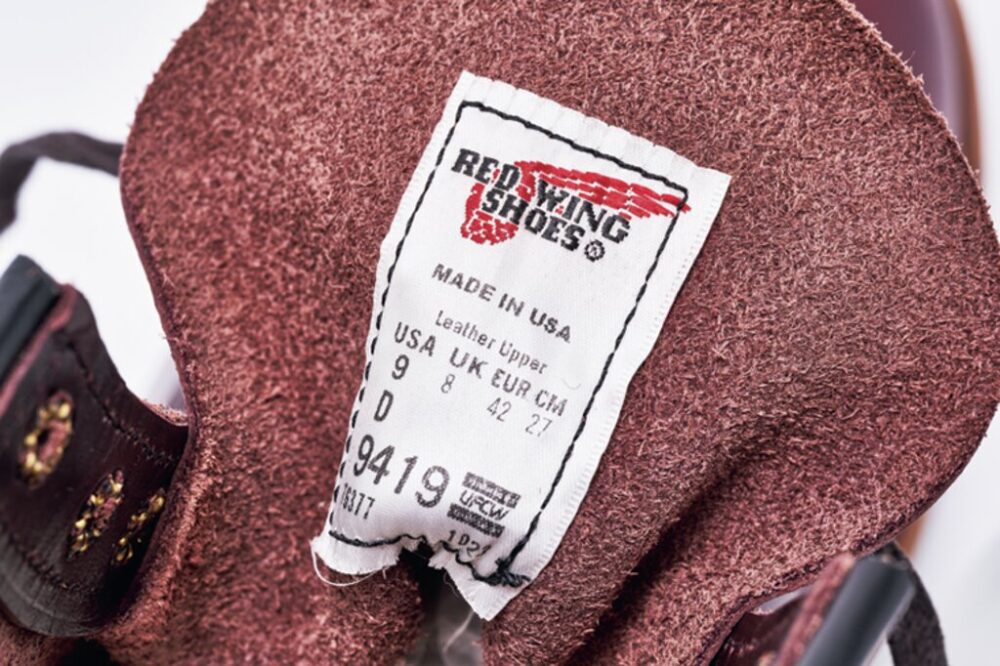 RED WING
SHOES®
MADE IN USA
Leather Upper
USA UK EUR CM
9 8 42 27
D
9419
UFCW